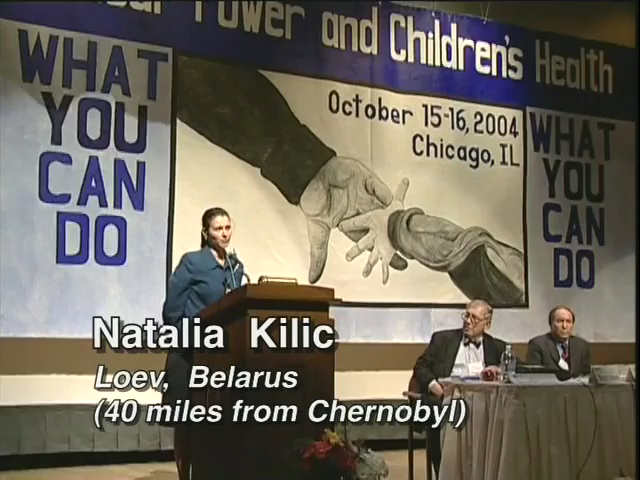 Power and Children's Health
WHAT
YOU
CAN
DO
October 15-16, 2004
Chicago, IL
WHAT
YOU
CAN
DO
Natalia Kilic
Loev, Belarus
(40 miles from Chernobyl)